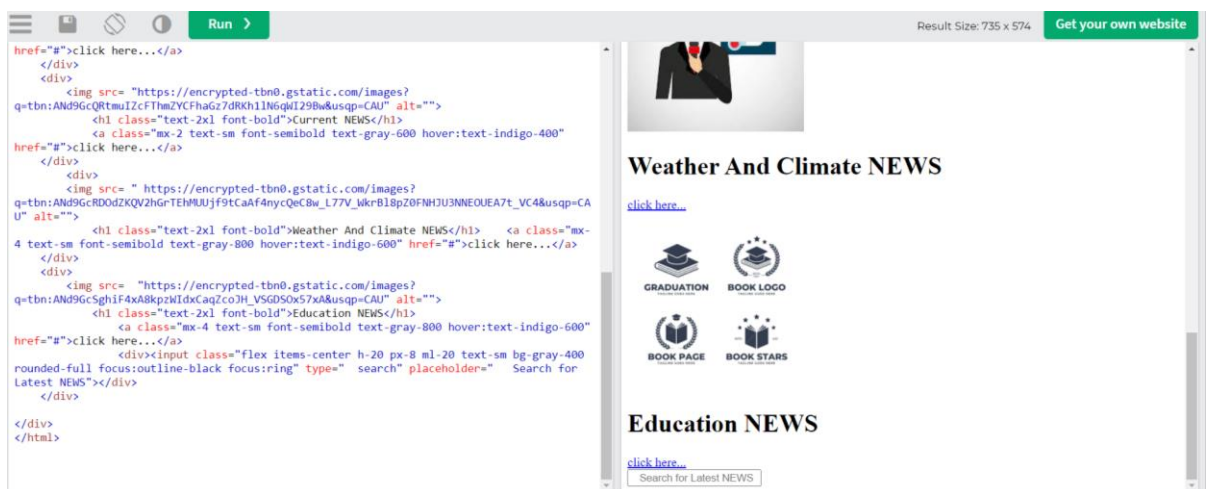 Run ❯
Result Size: 735 x 574
Get your own website
href="#">click here...</a>
</div>
<div>
<img src= "https://encrypted-tbn0.gstatic.com/images?
q=tbn:ANd9GcQRtmuIZcFThmZYCFhaGz7dRKh1lN6qWI29Bw&usqp=CAU" alt="">
<h1 class="text-2xl font-bold">Current NEWS</h1>
<a class="mx-2 text-sm font-semibold text-gray-600 hover:text-indigo-400"
href="#">click here...</a>
</div>
<div>
<img src= " https://encrypted-tbn0.gstatic.com/images?
q=tbn:ANd9GcRDOdZKQV2hGrTEhMUUjf9tCaAf4nycQeC8w_L77V_WkrBl8pZ0FNHJU3NNEOUEA7t_VC4&usqp=CA
U" alt="">
<h1 class="text-2xl font-bold">Weather And Climate NEWS</h1> <a class="mx-
4 text-sm font-semibold text-gray-800 hover:text-indigo-600" href="#">click here...</a>
</div>
<div>
<img src= "https://encrypted-tbn0.gstatic.com/images?
q=tbn:ANd9GcSghiF4xA8kpzWIdxCaqZcoJH_VSGDSOx57xA&usqp=CAU" alt="">
<h1 class="text-2xl font-bold">Education NEWS</h1>
<a class="mx-4 text-sm font-semibold text-gray-800 hover:text-indigo-600"
href="#">click here...</a>
<div><input class="flex items-center h-20 px-8 ml-20 text-sm bg-gray-400
rounded-full focus:outline-black focus:ring" type=" search" placeholder=" Search for
Latest NEWS"></div>
</div>
</div>
</html>
Weather And Climate NEWS
click here...
GRADUATION BOOK LOGO
BOOK PAGE BOOK STARS
Education NEWS
click here...
Search for Latest NEWS